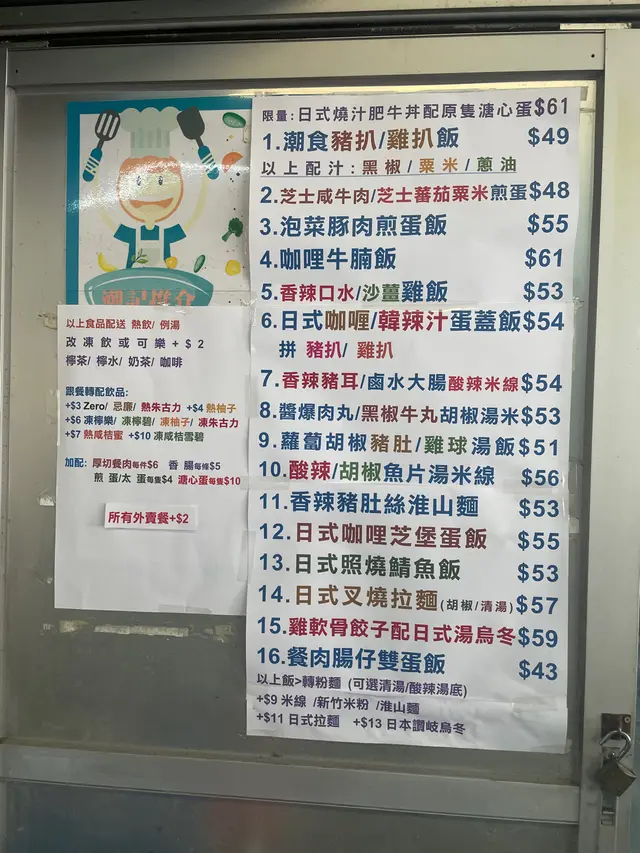 潮記推介
以上食品配送 熱飲/ 例湯
改凍飲或可樂+$2
檸茶/ 檸水/ 奶茶/ 咖啡
跟餐轉配飲品:
+$3 Zero/ 忌廉/ 熱朱古力 +$4 熱柚子
+$6 凍檸樂/ 凍檸碧/ 凍柚子/ 凍朱古力
+$7 熱咸桔蜜 +$10 凍咸桔雪碧
加配: 厚切餐肉每件$6 香 腸每條$5
煎 蛋/太 蛋每隻$4 溏心蛋每隻$10
所有外賣餐+$2
限量:日式燒汁肥牛丼配原隻溏心蛋$61
1.潮食豬扒/雞扒飯 $49
以上配汁:黑椒/粟米/蔥油
2.芝士咸牛肉/芝士蕃茄粟米煎蛋$48
3.泡菜豚肉煎蛋飯 $55
4.咖哩牛腩飯 $61
5.香辣口水/沙薑雞飯 $53
6.日式咖喱/韓辣汁蛋蓋飯$54
拼 豬扒/ 雞扒
7.香辣豬耳/鹵水大腸酸辣米線$54
8.醬爆肉丸/黑椒牛丸胡椒湯米$53
9.蘿蔔胡椒豬肚/雞球湯飯$51
10.酸辣/胡椒魚片湯米線 $56
11.香辣豬肚絲淮山麵 $53
12.日式咖哩芝堡蛋飯 $55
13.日式照燒鯖魚飯 $53
14.日式叉燒拉麵(胡椒/清湯)$57
15.雞軟骨餃子配日式湯烏冬$59
16.餐肉腸仔雙蛋飯 $43
以上飯>轉粉麵 (可選清湯/酸辣湯底)
+$9 米線 /新竹米粉 /淮山麵
+$11 日式拉麵 +$13 日本讚岐烏冬